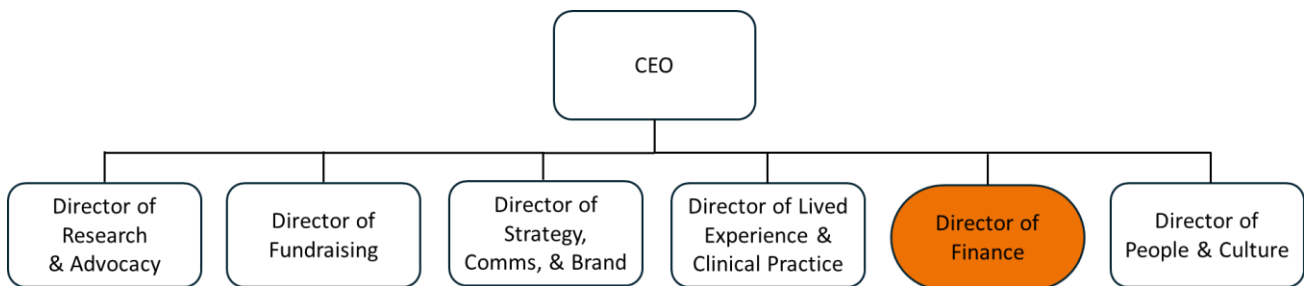 CEO
Director of
Research
& Advocacy
Director of
Fundraising
Director of
Strategy,
Comms, & Brand
Director of Lived
Experience &
Clinical Practice
Director of
Finance
Director of
People & Culture